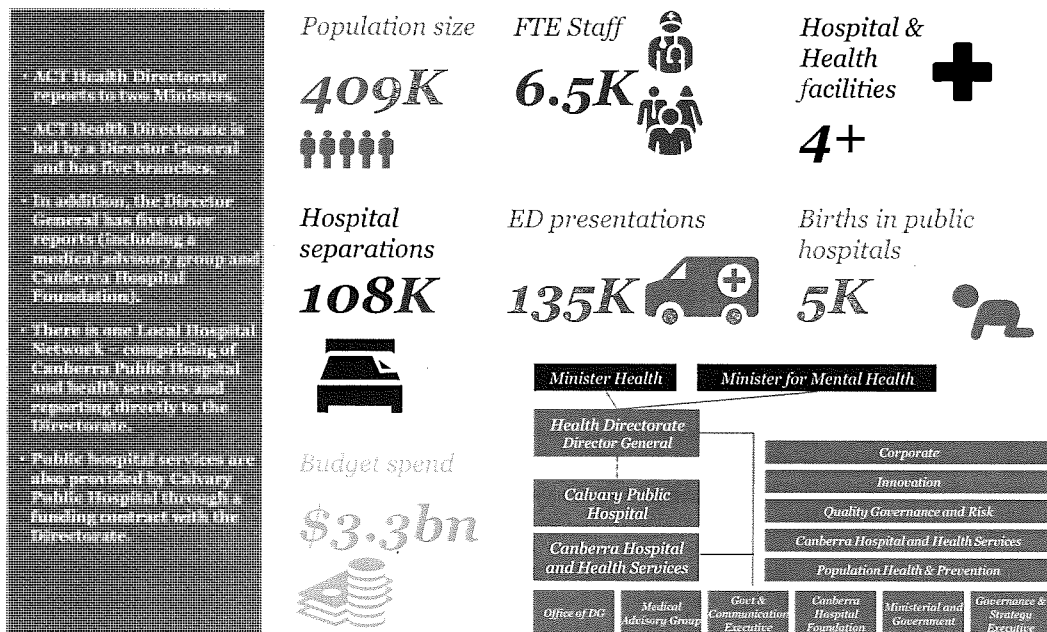 • ACT Health Directorate
reports to two Ministers.
• ACT Health Directorate is
led by a Director General
and has five branches.
• In addition, the Director
General has five other
reports (including a
medical advisory group and
Canberra Hospital
Foundation).
• There is one Local Hospital
Network – comprising of
Canberra Public Hospital
and health services and
reporting directly to the
Directorate.
• Public hospital services are
also provided by Calvary
Public Hospital through a
funding contract with the
Directorate
Population size
409K
FTE Staff
6.5K
Hospital &
Health
facilities
4+
Hospital
separations
108K
ED presentations
135K
Births in public
hospitals
5K
Budget spend
$3.3bn
Minister Health
Minister for Mental Health
Health Directorate
Director General
Calvary Public
Hospital
Canberra Hospital
and Health Services
Corporate
Innovation
Quality Governance and Risk
Canberra Hospital and Health Services
Population Health & Prevention
Office of DG
Medical
Advisory Group
Govt &
Communication
Executive
Canberra
Hospital
Foundation
Ministerial and
Government
Governance &
Strategy
Executive